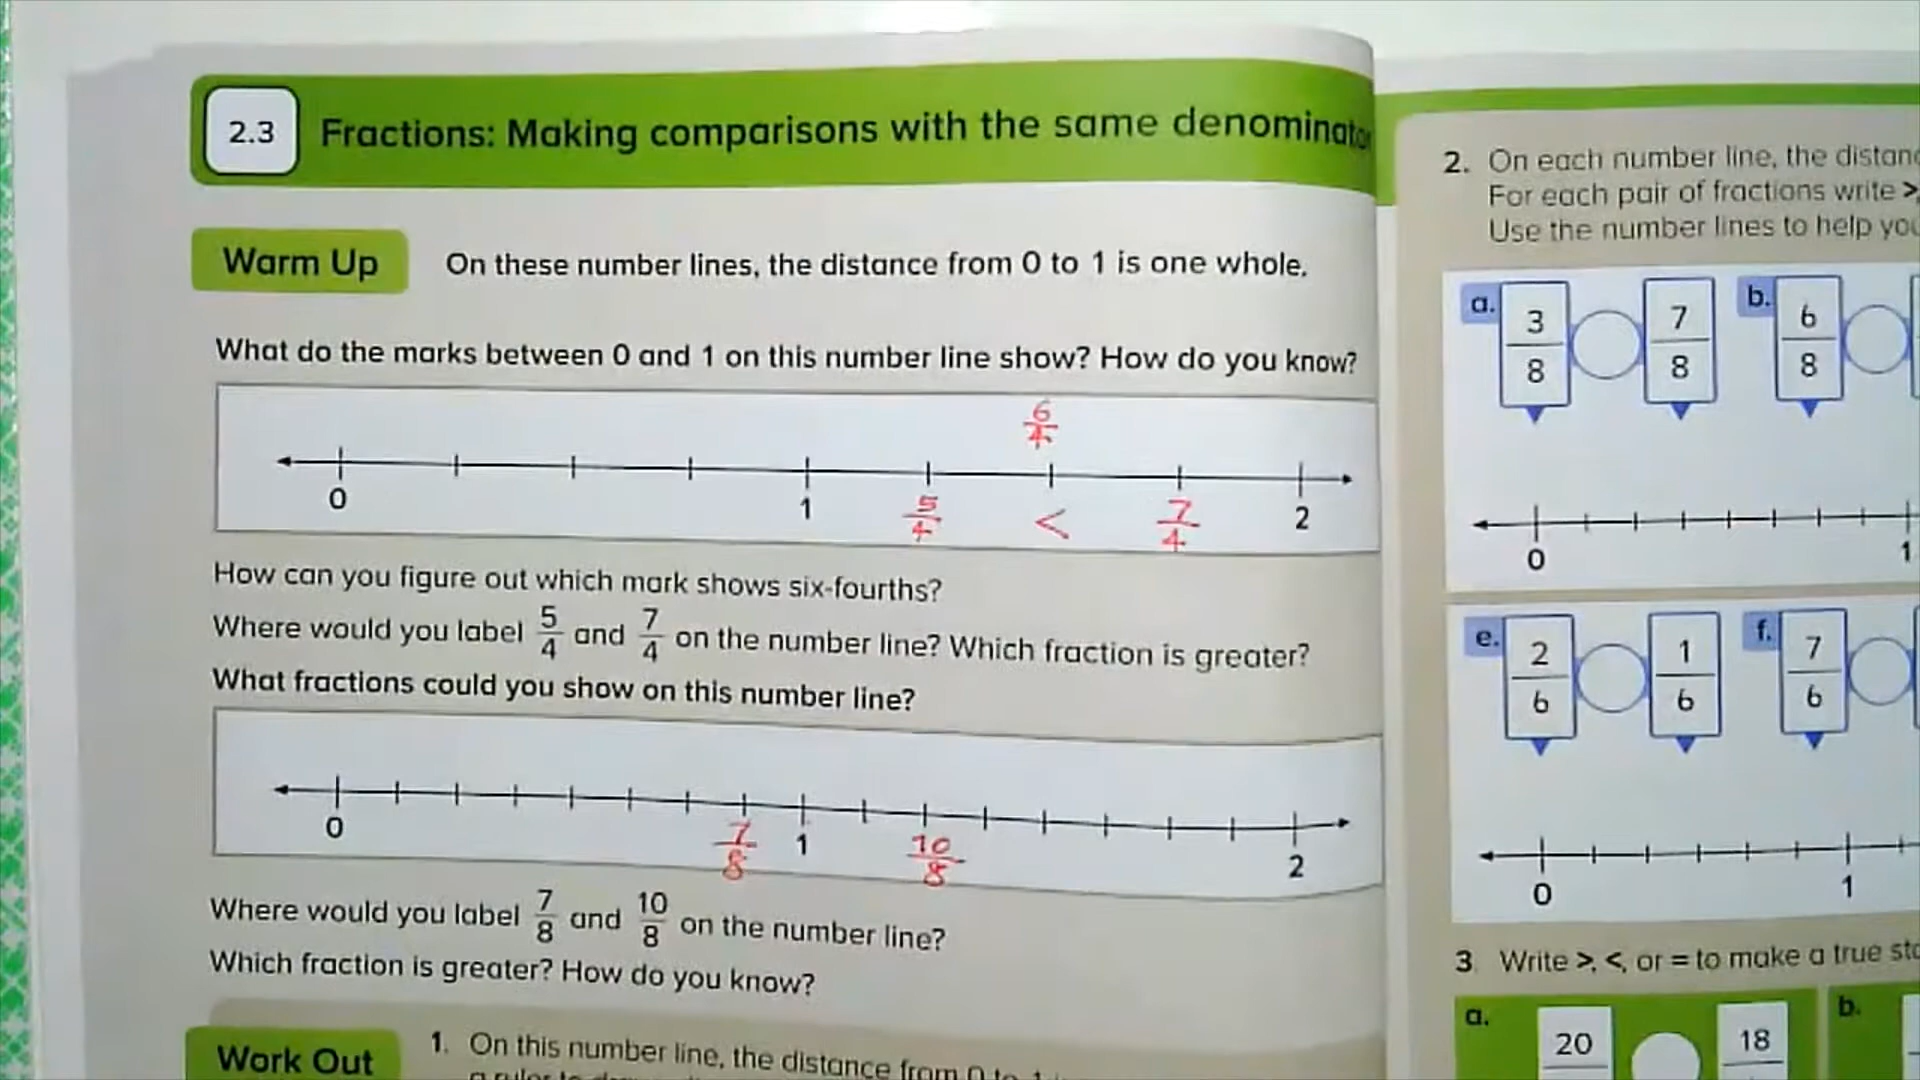 2.3 Fractions: Making comparisons with the same denominator
Warm Up On these number lines, the distance from 0 to 1 is one whole.
What do the marks between 0 and 1 on this number line show? How do you know?
6/4
0 1 5/4 < 7/4 2
How can you figure out which mark shows six-fourths?
Where would you label 5/4 and 7/4 on the number line? Which fraction is greater?
What fractions could you show on this number line?
0 7/8 1 10/8 2
Where would you label 7/8 and 10/8 on the number line?
Which fraction is greater? How do you know?
Work Out 1. On this number line, the distance from 0 to 1
2. On each number line, the
For each pair of fractions write >,
Use the number lines to help
a. 3/8 7/8 b. 6/8
0 1
e. 2/6 1/6 f. 7/6
0 1
3. Write >, <, or = to make a true
a. 20 18 b.